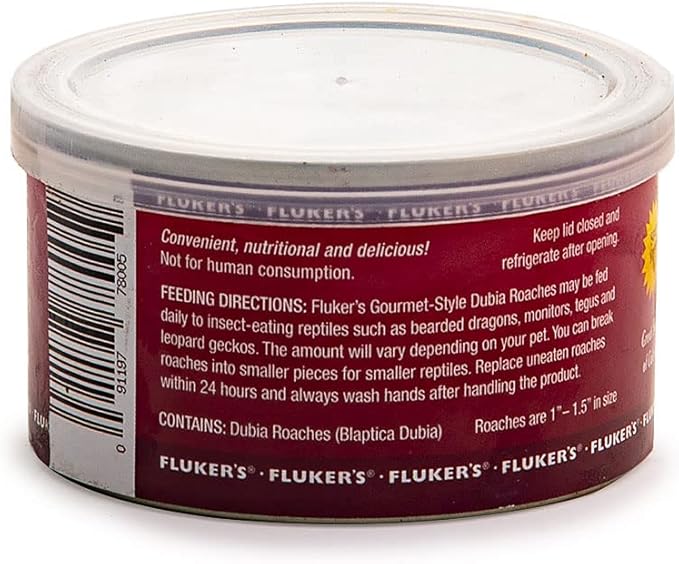 FLUKER'S · FLUKER'S · FLUKER'S · FLUKER'S
Convenient, nutritional and delicious!
Not for human consumption.
Keep lid closed and
refrigerate after opening.
FEEDING DIRECTIONS: Fluker's Gourmet-Style Dubia Roaches may be fed
daily to insect-eating reptiles such as bearded dragons, monitors, tegus and
leopard geckos. The amount will vary depending on your pet. You can break
roaches into smaller pieces for smaller reptiles. Replace uneaten roaches
within 24 hours and always wash hands after handling the product.
CONTAINS: Dubia Roaches (Blaptica Dubia)
Roaches are 1"–1.5" in size
FLUKER'S® · FLUKER'S® · FLUKER'S® · FLUKER'S® · FLUKER'S®
0 91197 78005